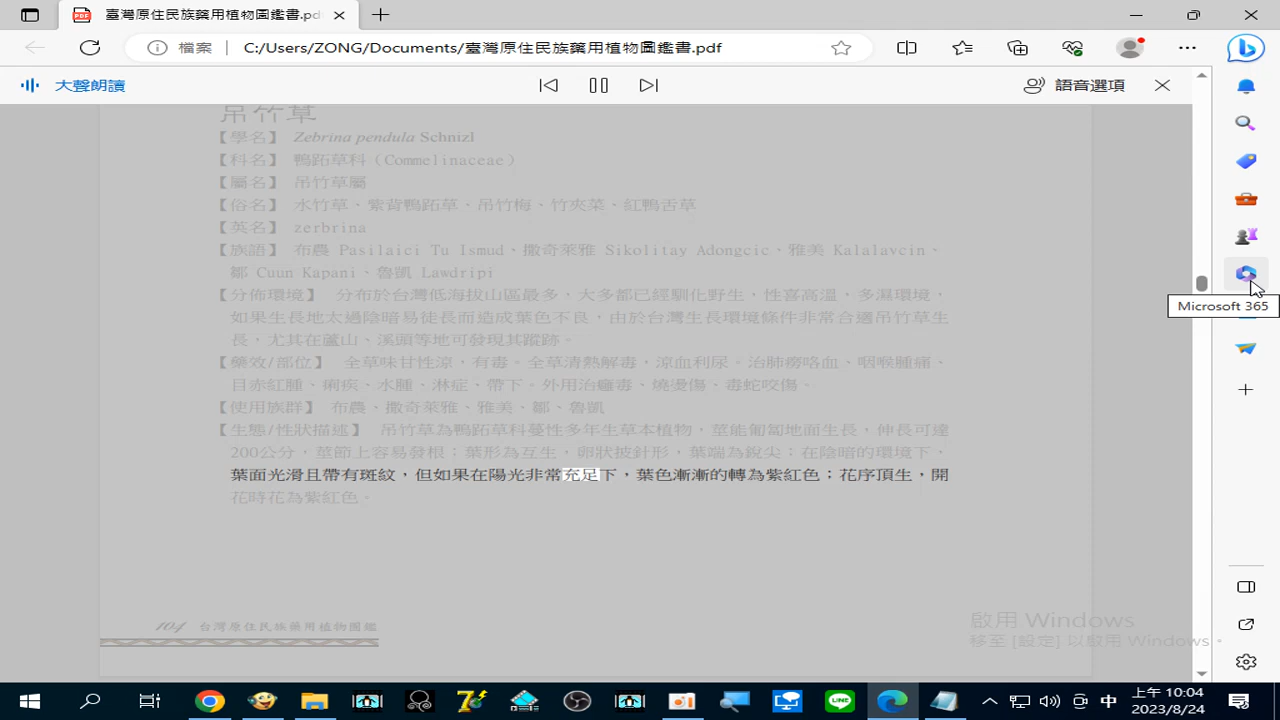 臺灣原住民族藥用植物圖鑑書.pdf
檔案 C:/Users/ZONG/Documents/臺灣原住民族藥用植物圖鑑書.pdf
大聲朗讀
語音選項
吊竹草
【學名】 Zebrina pendula Schnizl
【科名】 鴨跖草科（Commelinaceae）
【屬名】 吊竹草屬
【俗名】 水竹草、紫背鴨跖草、吊竹梅、竹夾菜、紅鴨舌草
【英名】 zerbrina
【族語】 布農 Pasilaici Tu Ismud、撒奇萊雅 Sikolitay Adongcic、雅美 Kalalavcin、
鄒 Cuun Kapani、魯凱 Lawdripi
【分佈環境】 分布於台灣低海拔山區最多，大多都已經馴化野生，性喜高溫，多濕環境，
如果生長地太過陰暗易徒長而造成葉色不良，由於台灣生長環境條件非常合適吊竹草生
長，尤其在蘆山、溪頭等地可發現其蹤跡。
【藥效/部位】 全草味甘性涼，有毒。全草清熱解毒，涼血利尿。治肺癆咯血、咽喉腫痛、
目赤紅腫、痢疾、水腫、淋症、帶下。外用治癰毒、燒燙傷、毒蛇咬傷。
【使用族群】 布農、撒奇萊雅、雅美、鄒、魯凱
【生態/性狀描述】 吊竹草為鴨跖草科蔓性多年生草本植物，莖能匍匐地面生長，伸長可達
200公分，莖節上容易發根；葉形為互生，卵狀披針形，葉端為銳尖；在陰暗的環境下，
葉面光滑且帶有斑紋，但如果在陽光非常充足下，葉色漸漸的轉為紫紅色；花序頂生，開
花時花為紫紅色。
104 台灣原住民族藥用植物圖鑑
Microsoft 365
啟用 Windows
移至 [設定] 以啟用 Windows。
中
上午 10:04
2023/8/24